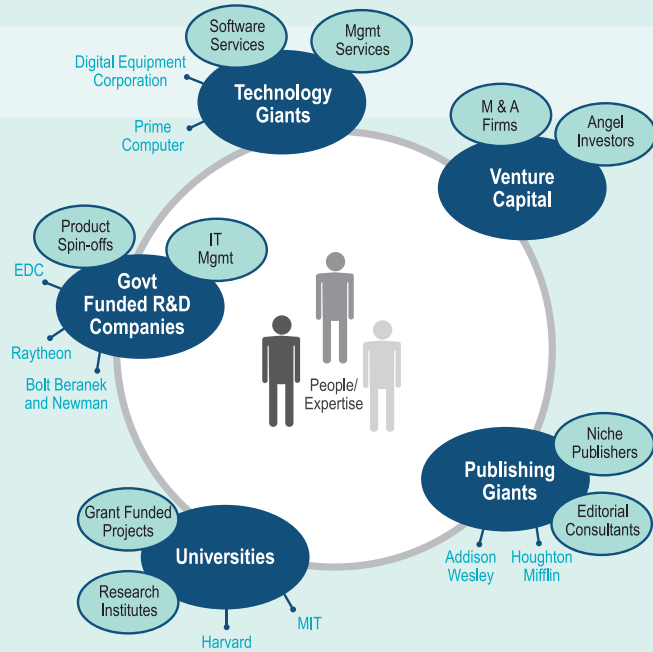 Software
Services
Mgmt
Services
Digital Equipment
Corporation
Technology
Giants
Prime
Computer
M & A
Firms
Angel
Investors
Venture
Capital
Product
Spin-offs
IT
Mgmt
EDC
Govt
Funded R&D
Companies
Raytheon
Bolt Beranek
and Newman
People/
Expertise
Niche
Publishers
Publishing
Giants
Editorial
Consultants
Addison
Wesley
Houghton
Mifflin
Grant Funded
Projects
Universities
Research
Institutes
MIT
Harvard